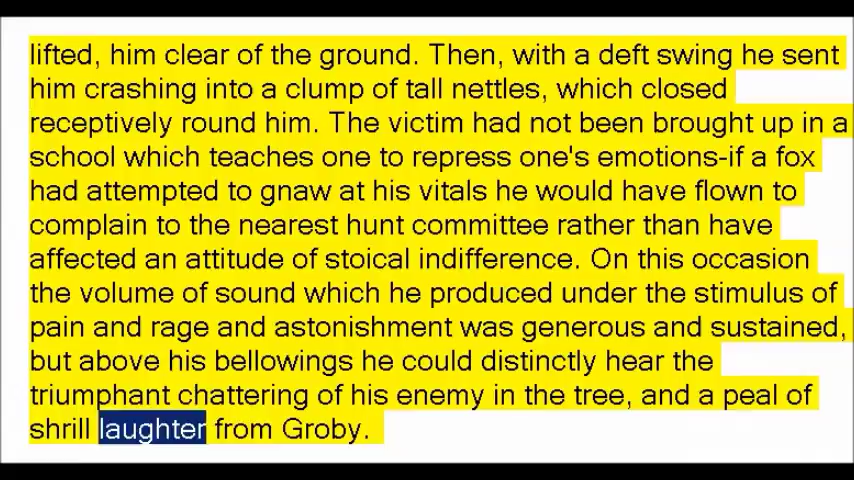 lifted, him clear of the ground. Then, with a deft swing he sent
him crashing into a clump of tall nettles, which closed
receptively round him. The victim had not been brought up in a
school which teaches one to repress one's emotions-if a fox
had attempted to gnaw at his vitals he would have flown to
complain to the nearest hunt committee rather than have
affected an attitude of stoical indifference. On this occasion
the volume of sound which he produced under the stimulus of
pain and rage and astonishment was generous and sustained,
but above his bellowings he could distinctly hear the
triumphant chattering of his enemy in the tree, and a peal of
shrill laughter from Groby.